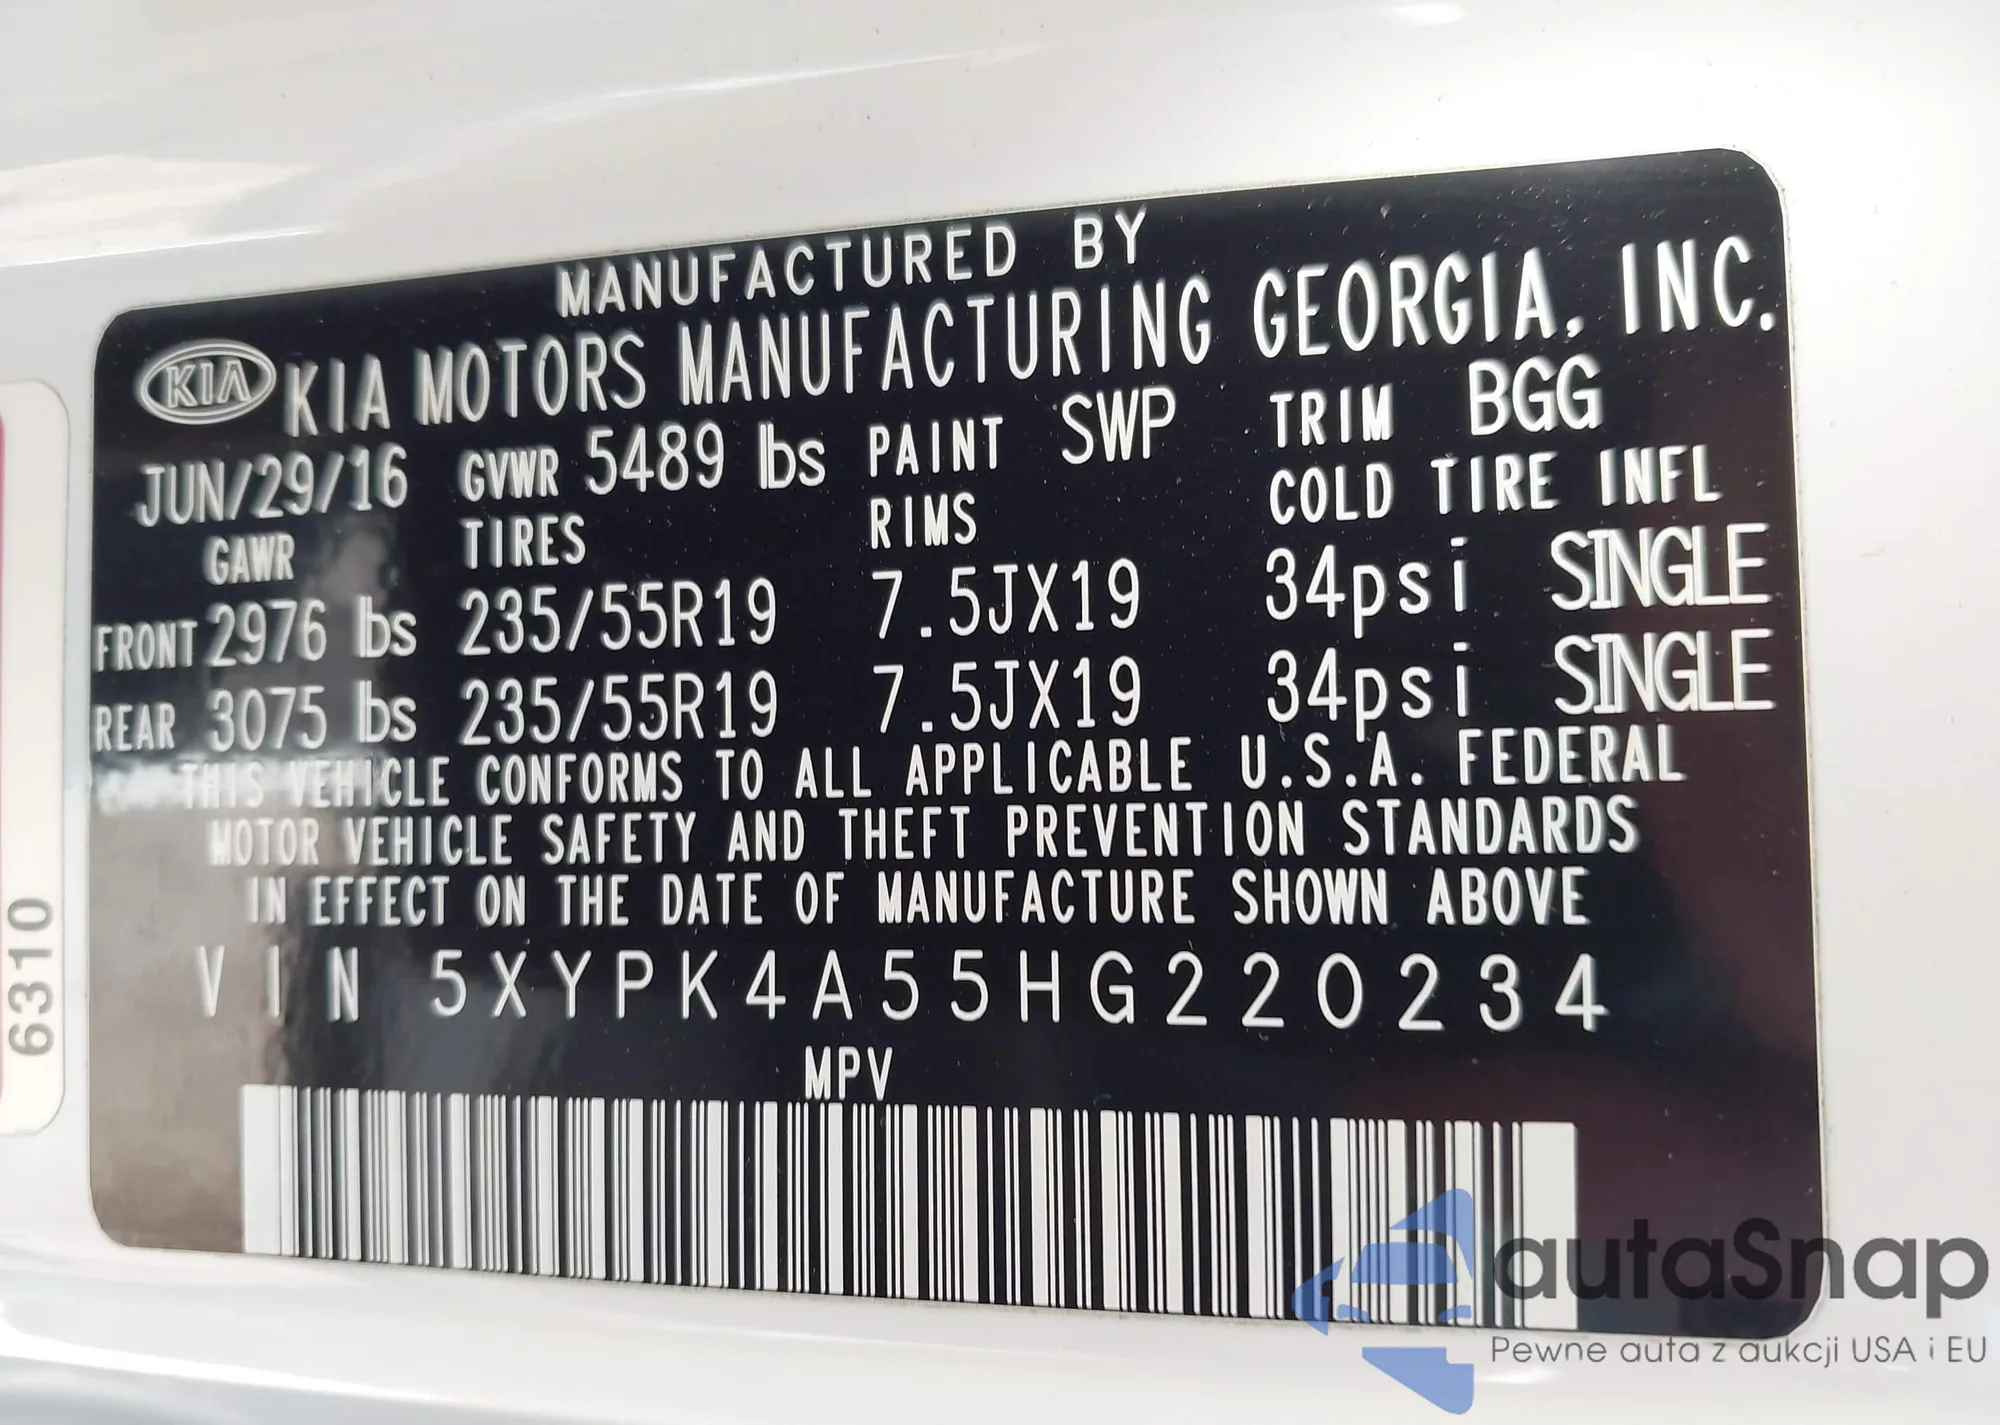 MANUFACTURED BY
KIA KIA MOTORS MANUFACTURING GEORGIA, INC.
JUN/29/16 GVWR 5489 lbs PAINT SWP TRIM BGG
GAWR TIRES RIMS COLD TIRE INFL
FRONT 2976 lbs 235/55R19 7.5JX19 34psi SINGLE
REAR 3075 lbs 235/55R19 7.5JX19 34psi SINGLE
THIS VEHICLE CONFORMS TO ALL APPLICABLE U.S.A. FEDERAL
MOTOR VEHICLE SAFETY AND THEFT PREVENTION STANDARDS
IN EFFECT ON THE DATE OF MANUFACTURE SHOWN ABOVE
VIN 5XYPK4A55HG220234
MPV
6310
autaSnap
Pewne auta z aukcji USA i EU